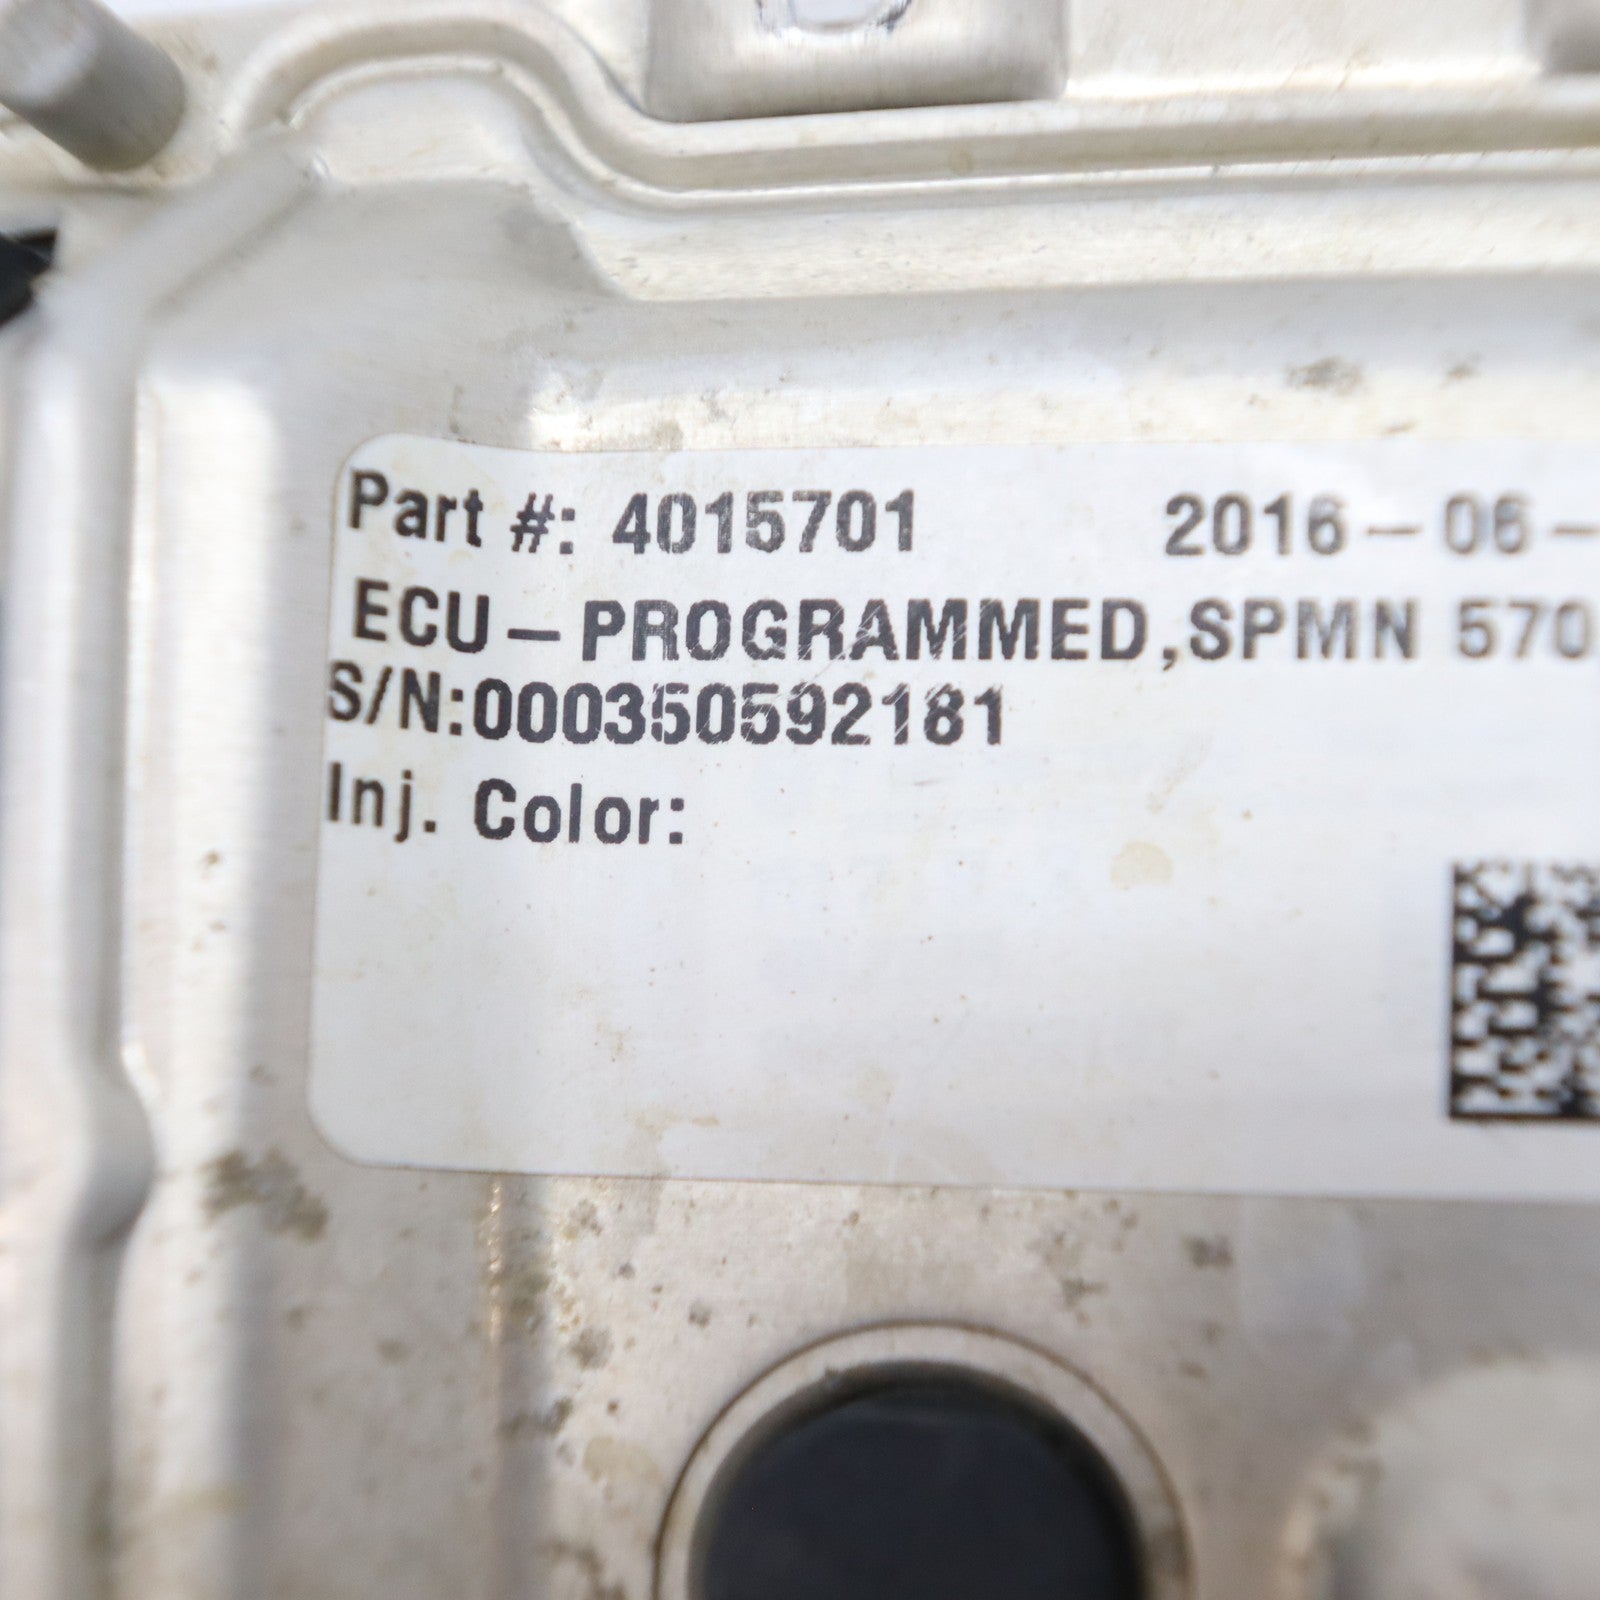 Part #: 4015701 2016-06-
ECU-PROGRAMMED,SPMN 570
S/N:000350592181
Inj. Color: